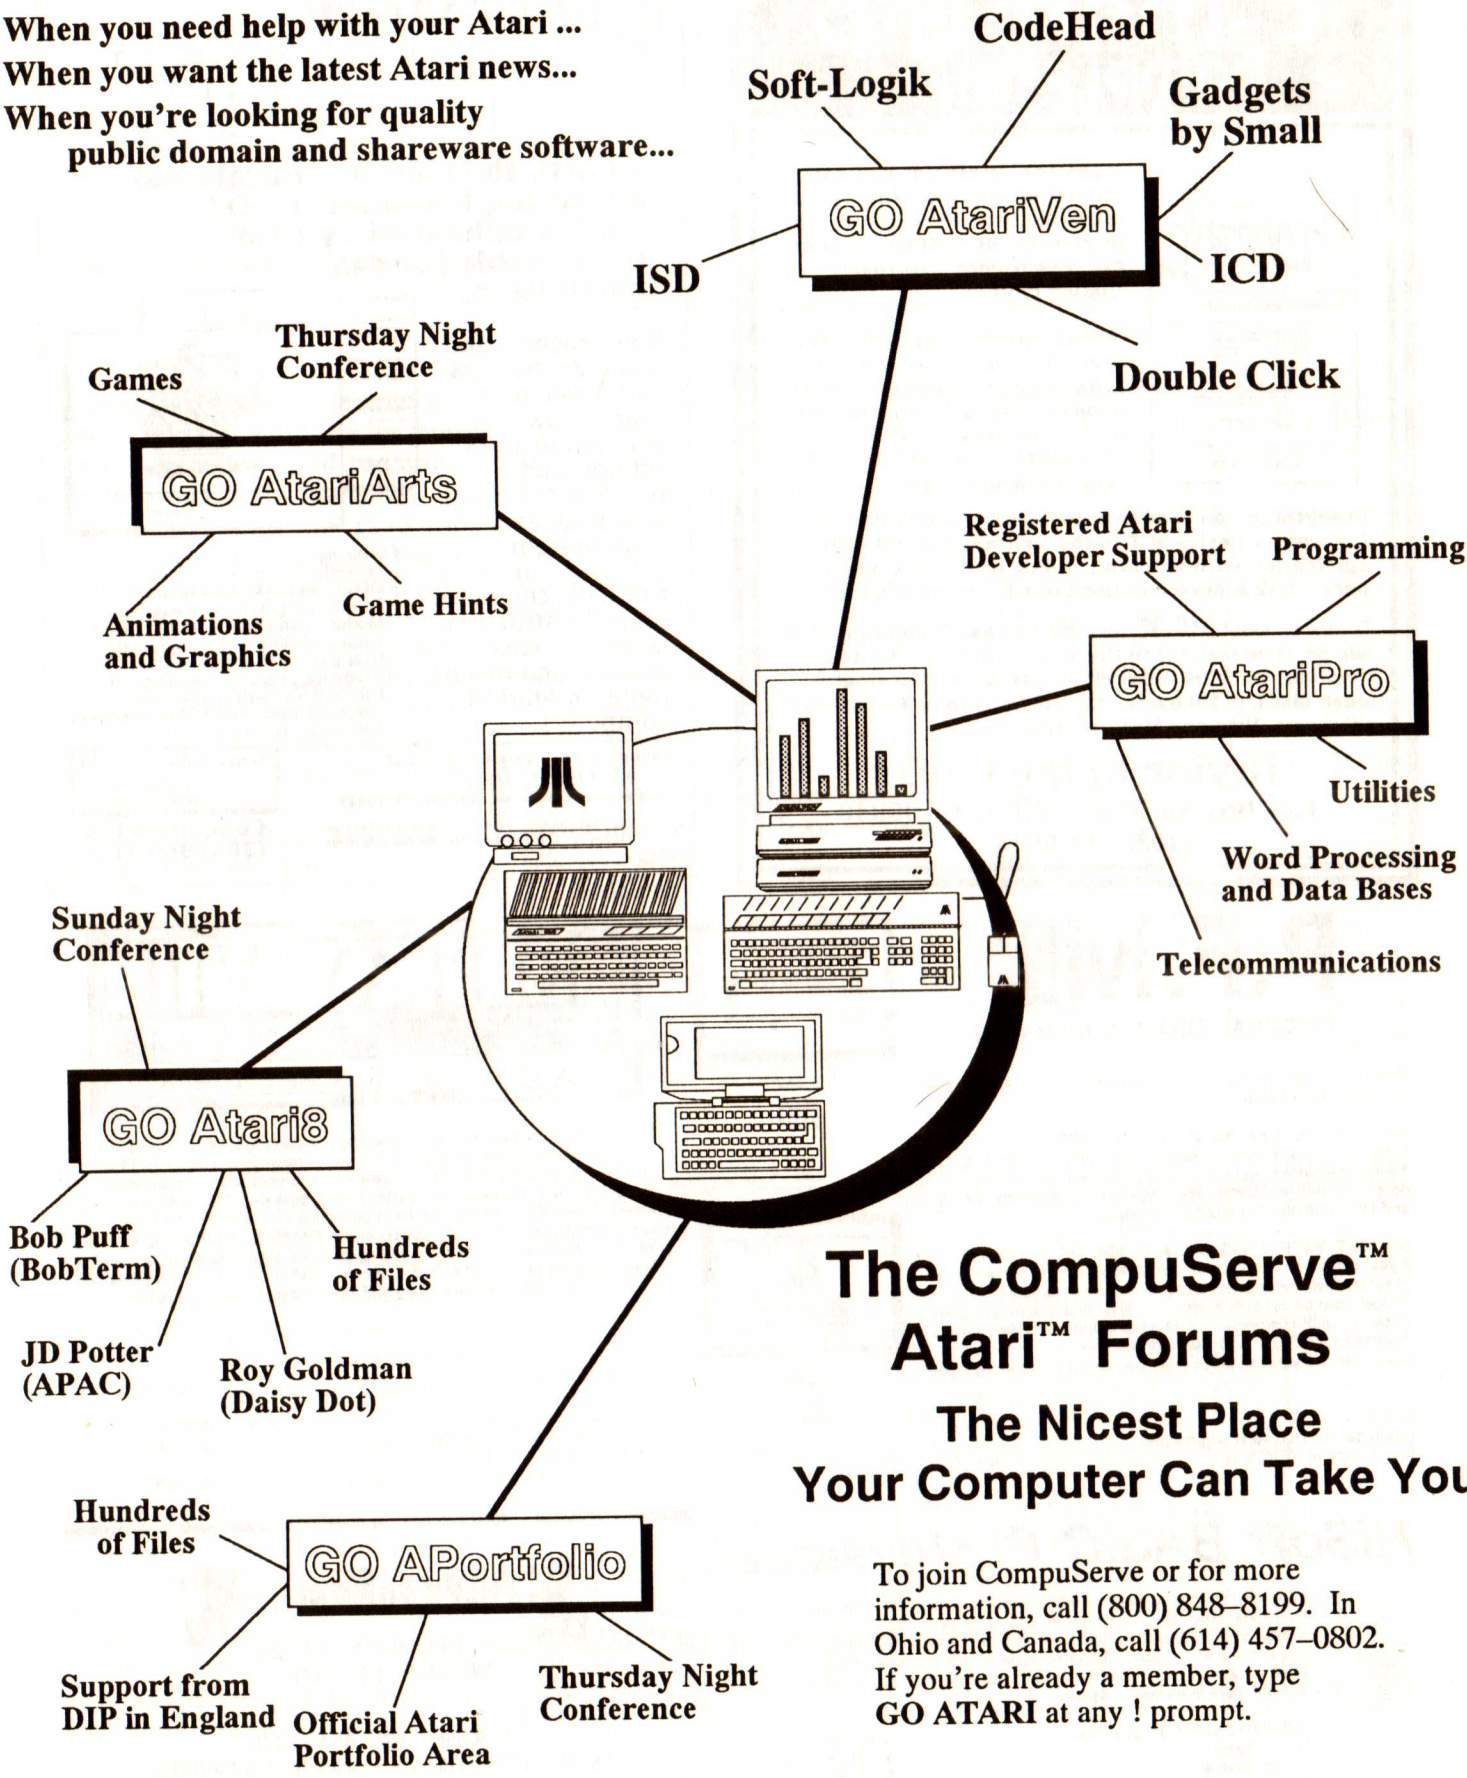 When you need help with your Atari ...
When you want the latest Atari news...
When you're looking for quality
public domain and shareware software...
CodeHead
Soft-Logik
Gadgets
by Small
GO AtariVen
ISD
ICD
Double Click
Thursday Night
Conference
Games
GO AtariArts
Game Hints
Animations
and Graphics
Registered Atari
Developer Support
Programming
GO AtariPro
Utilities
Word Processing
and Data Bases
Telecommunications
Sunday Night
Conference
GO Atari8
Bob Puff
(BobTerm)
Hundreds
of Files
JD Potter
(APAC)
Roy Goldman
(Daisy Dot)
The CompuServe™
Atari™ Forums
The Nicest Place
Your Computer Can Take You
Hundreds
of Files
GO APortfolio
Support from
DIP in England
Official Atari
Portfolio Area
Thursday Night
Conference
To join CompuServe or for more
information, call (800) 848–8199. In
Ohio and Canada, call (614) 457–0802.
If you're already a member, type
GO ATARI at any ! prompt.